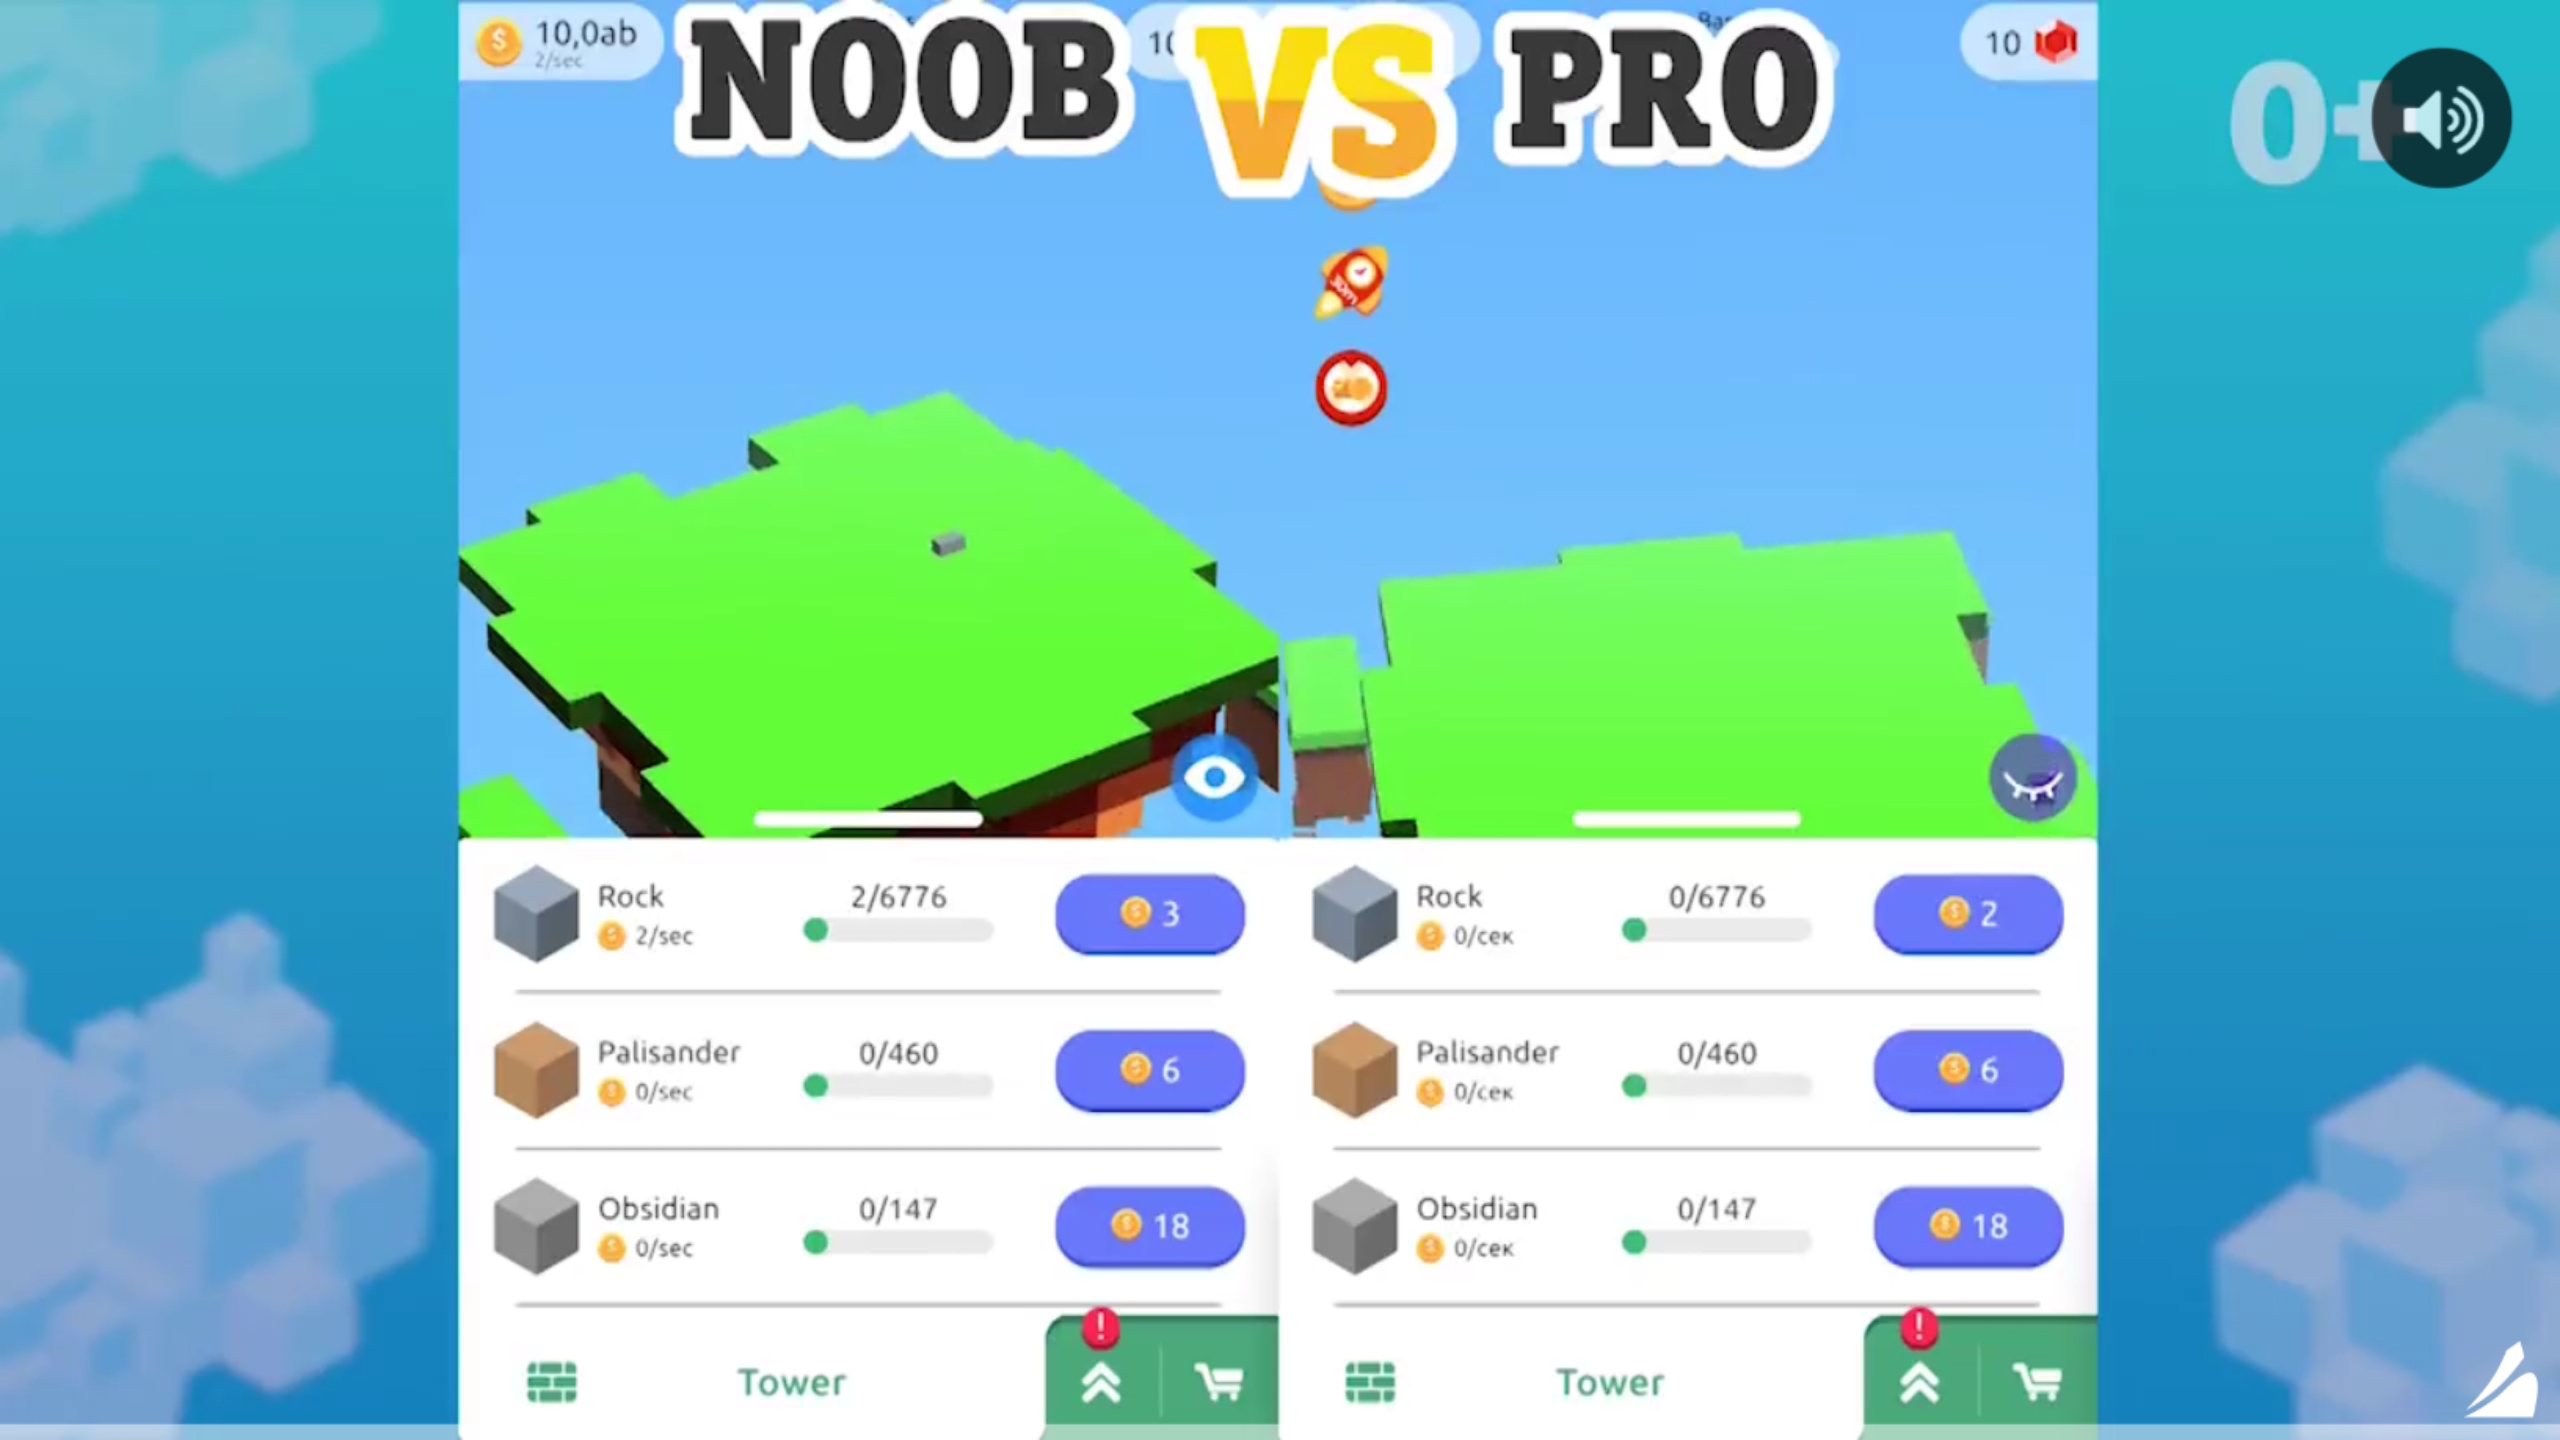 10,0ab
2/sec
NOOB VS PRO
10
0+
30m
Rock
2/sec
2/6776
3
Palisander
0/sec
0/460
6
Obsidian
0/sec
0/147
18
Tower
!
Rock
0/сек
0/6776
2
Palisander
0/сек
0/460
6
Obsidian
0/сек
0/147
18
Tower
!